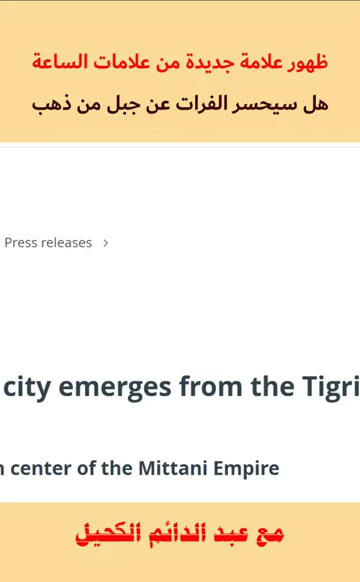 ظهور علامة جديدة من علامات الساعة
هل سيحسر الفرات عن جبل من ذهب
Press releases >
city emerges from the Tigri
center of the Mittani Empire
مع عبد الدائم الكحيل